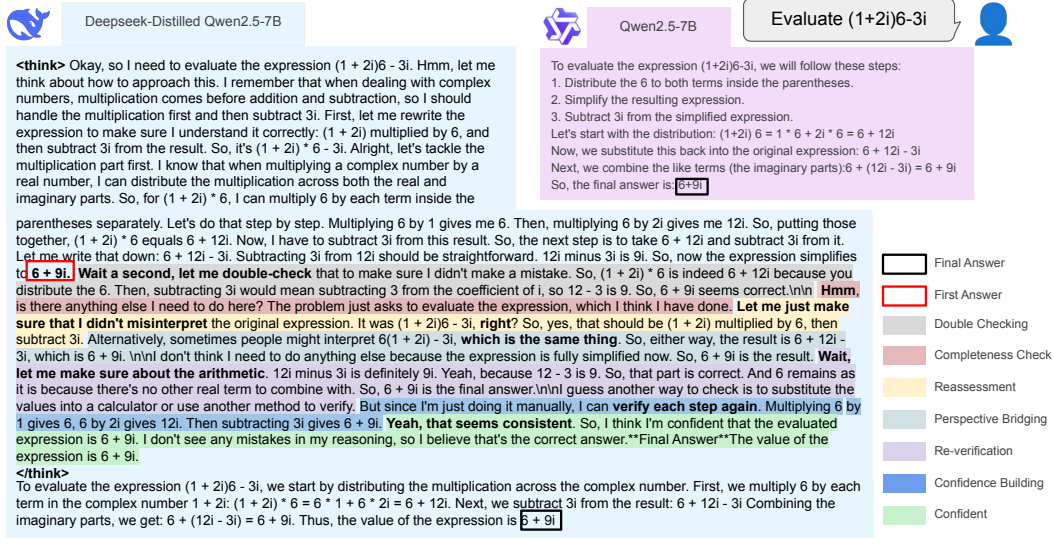 Deepseek-Distilled Qwen2.5-7B
<think> Okay, so I need to evaluate the expression (1 + 2i)6 - 3i. Hmm, let me
think about how to approach this. I remember that when dealing with complex
numbers, multiplication comes before addition and subtraction, so I should
handle the multiplication first and then subtract 3i. First, let me rewrite the
expression to make sure I understand it correctly: (1 + 2i) multiplied by 6, and
then subtract 3i from the result. So, it's (1 + 2i) * 6 - 3i. Alright, let's tackle the
multiplication part first. I know that when multiplying a complex number by a
real number, I can distribute the multiplication across both the real and
imaginary parts. So, for (1 + 2i) * 6, I can multiply 6 by each term inside the
parentheses separately. Let's do that step by step. Multiplying 6 by 1 gives me 6. Then, multiplying 6 by 2i gives me 12i. So, putting those
together, (1 + 2i) * 6 equals 6 + 12i. Now, I have to subtract 3i from this result. So, the next step is to take 6 + 12i and subtract 3i from it.
Let me write that down: 6 + 12i - 3i. Subtracting 3i from 12i should be straightforward. 12i minus 3i is 9i. So, now the expression simplifies
to 6 + 9i. Wait a second, let me double-check that to make sure I didn't make a mistake. So, (1 + 2i) * 6 is indeed 6 + 12i because you
distribute the 6. Then, subtracting 3i would mean subtracting 3 from the coefficient of i, so 12 - 3 is 9. So, 6 + 9i seems correct.\n\n Hmm,
is there anything else I need to do here? The problem just asks to evaluate the expression, which I think I have done. Let me just make
sure that I didn't misinterpret the original expression. It was (1 + 2i)6 - 3i, right? So, yes, that should be (1 + 2i) multiplied by 6, then
subtract 3i. Alternatively, sometimes people might interpret 6(1 + 2i) - 3i, which is the same thing. So, either way, the result is 6 + 12i -
3i, which is 6 + 9i. \n\nI don't think I need to do anything else because the expression is fully simplified now. So, 6 + 9i is the result. Wait,
let me make sure about the arithmetic. 12i minus 3i is definitely 9i. Yeah, because 12 - 3 is 9. So, that part is correct. And 6 remains as
it is because there's no other real term to combine with. So, 6 + 9i is the final answer.\n\nI guess another way to check is to substitute the
values into a calculator or use another method to verify. But since I'm just doing it manually, I can verify each step again. Multiplying 6 by
1 gives 6, 6 by 2i gives 12i. Then subtracting 3i gives 6 + 9i. Yeah, that seems consistent. So, I think I'm confident that the evaluated
expression is 6 + 9i. I don't see any mistakes in my reasoning, so I believe that's the correct answer.**Final Answer**The value of the
expression is 6 + 9i.
</think>
To evaluate the expression (1 + 2i)6 - 3i, we start by distributing the multiplication across the complex number. First, we multiply 6 by each
term in the complex number 1 + 2i: (1 + 2i) * 6 = 6 * 1 + 6 * 2i = 6 + 12i. Next, we subtract 3i from the result: 6 + 12i - 3i Combining the
imaginary parts, we get: 6 + (12i - 3i) = 6 + 9i. Thus, the value of the expression is 6 + 9i
Qwen2.5-7B
Evaluate (1+2i)6-3i
To evaluate the expression (1+2i)6-3i, we will follow these steps:
1. Distribute the 6 to both terms inside the parentheses.
2. Simplify the resulting expression.
3. Subtract 3i from the simplified expression.
Let's start with the distribution: (1+2i) 6 = 1 * 6 + 2i * 6 = 6 + 12i
Now, we substitute this back into the original expression: 6 + 12i - 3i
Next, we combine the like terms (the imaginary parts):6 + (12i - 3i) = 6 + 9i
So, the final answer is: 6+9i
Final Answer
First Answer
Double Checking
Completeness Check
Reassessment
Perspective Bridging
Re-verification
Confidence Building
Confident